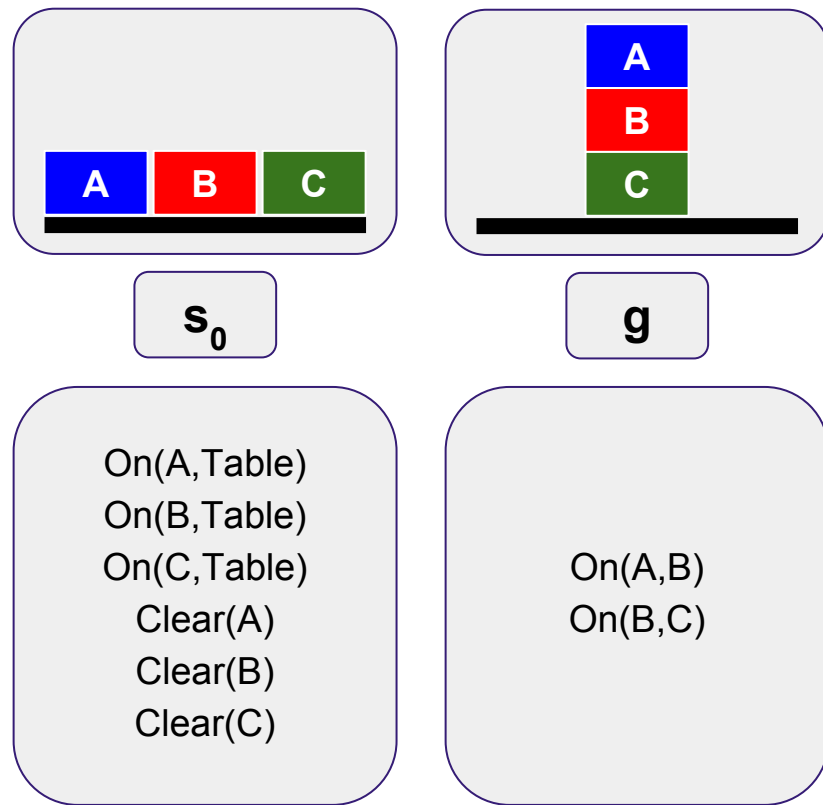 A B C
A
B
C
s₀
g
On(A,Table)
On(B,Table)
On(C,Table)
Clear(A)
Clear(B)
Clear(C)
On(A,B)
On(B,C)